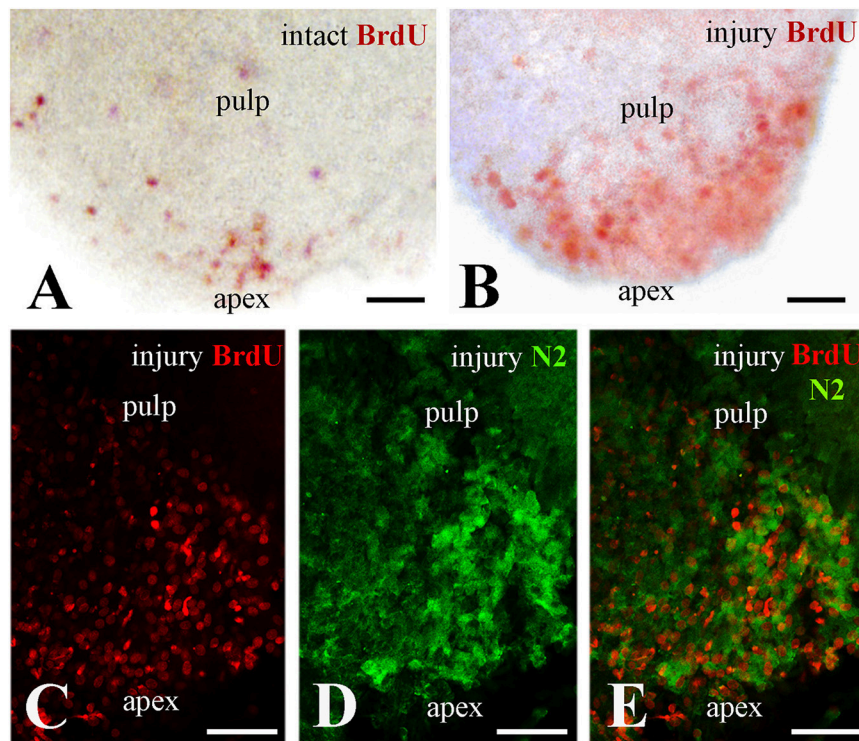 intact BrdU
pulp
apex
A
injury BrdU
pulp
apex
B
injury BrdU
pulp
apex
C
injury N2
pulp
apex
D
injury BrdU
N2
pulp
apex
E